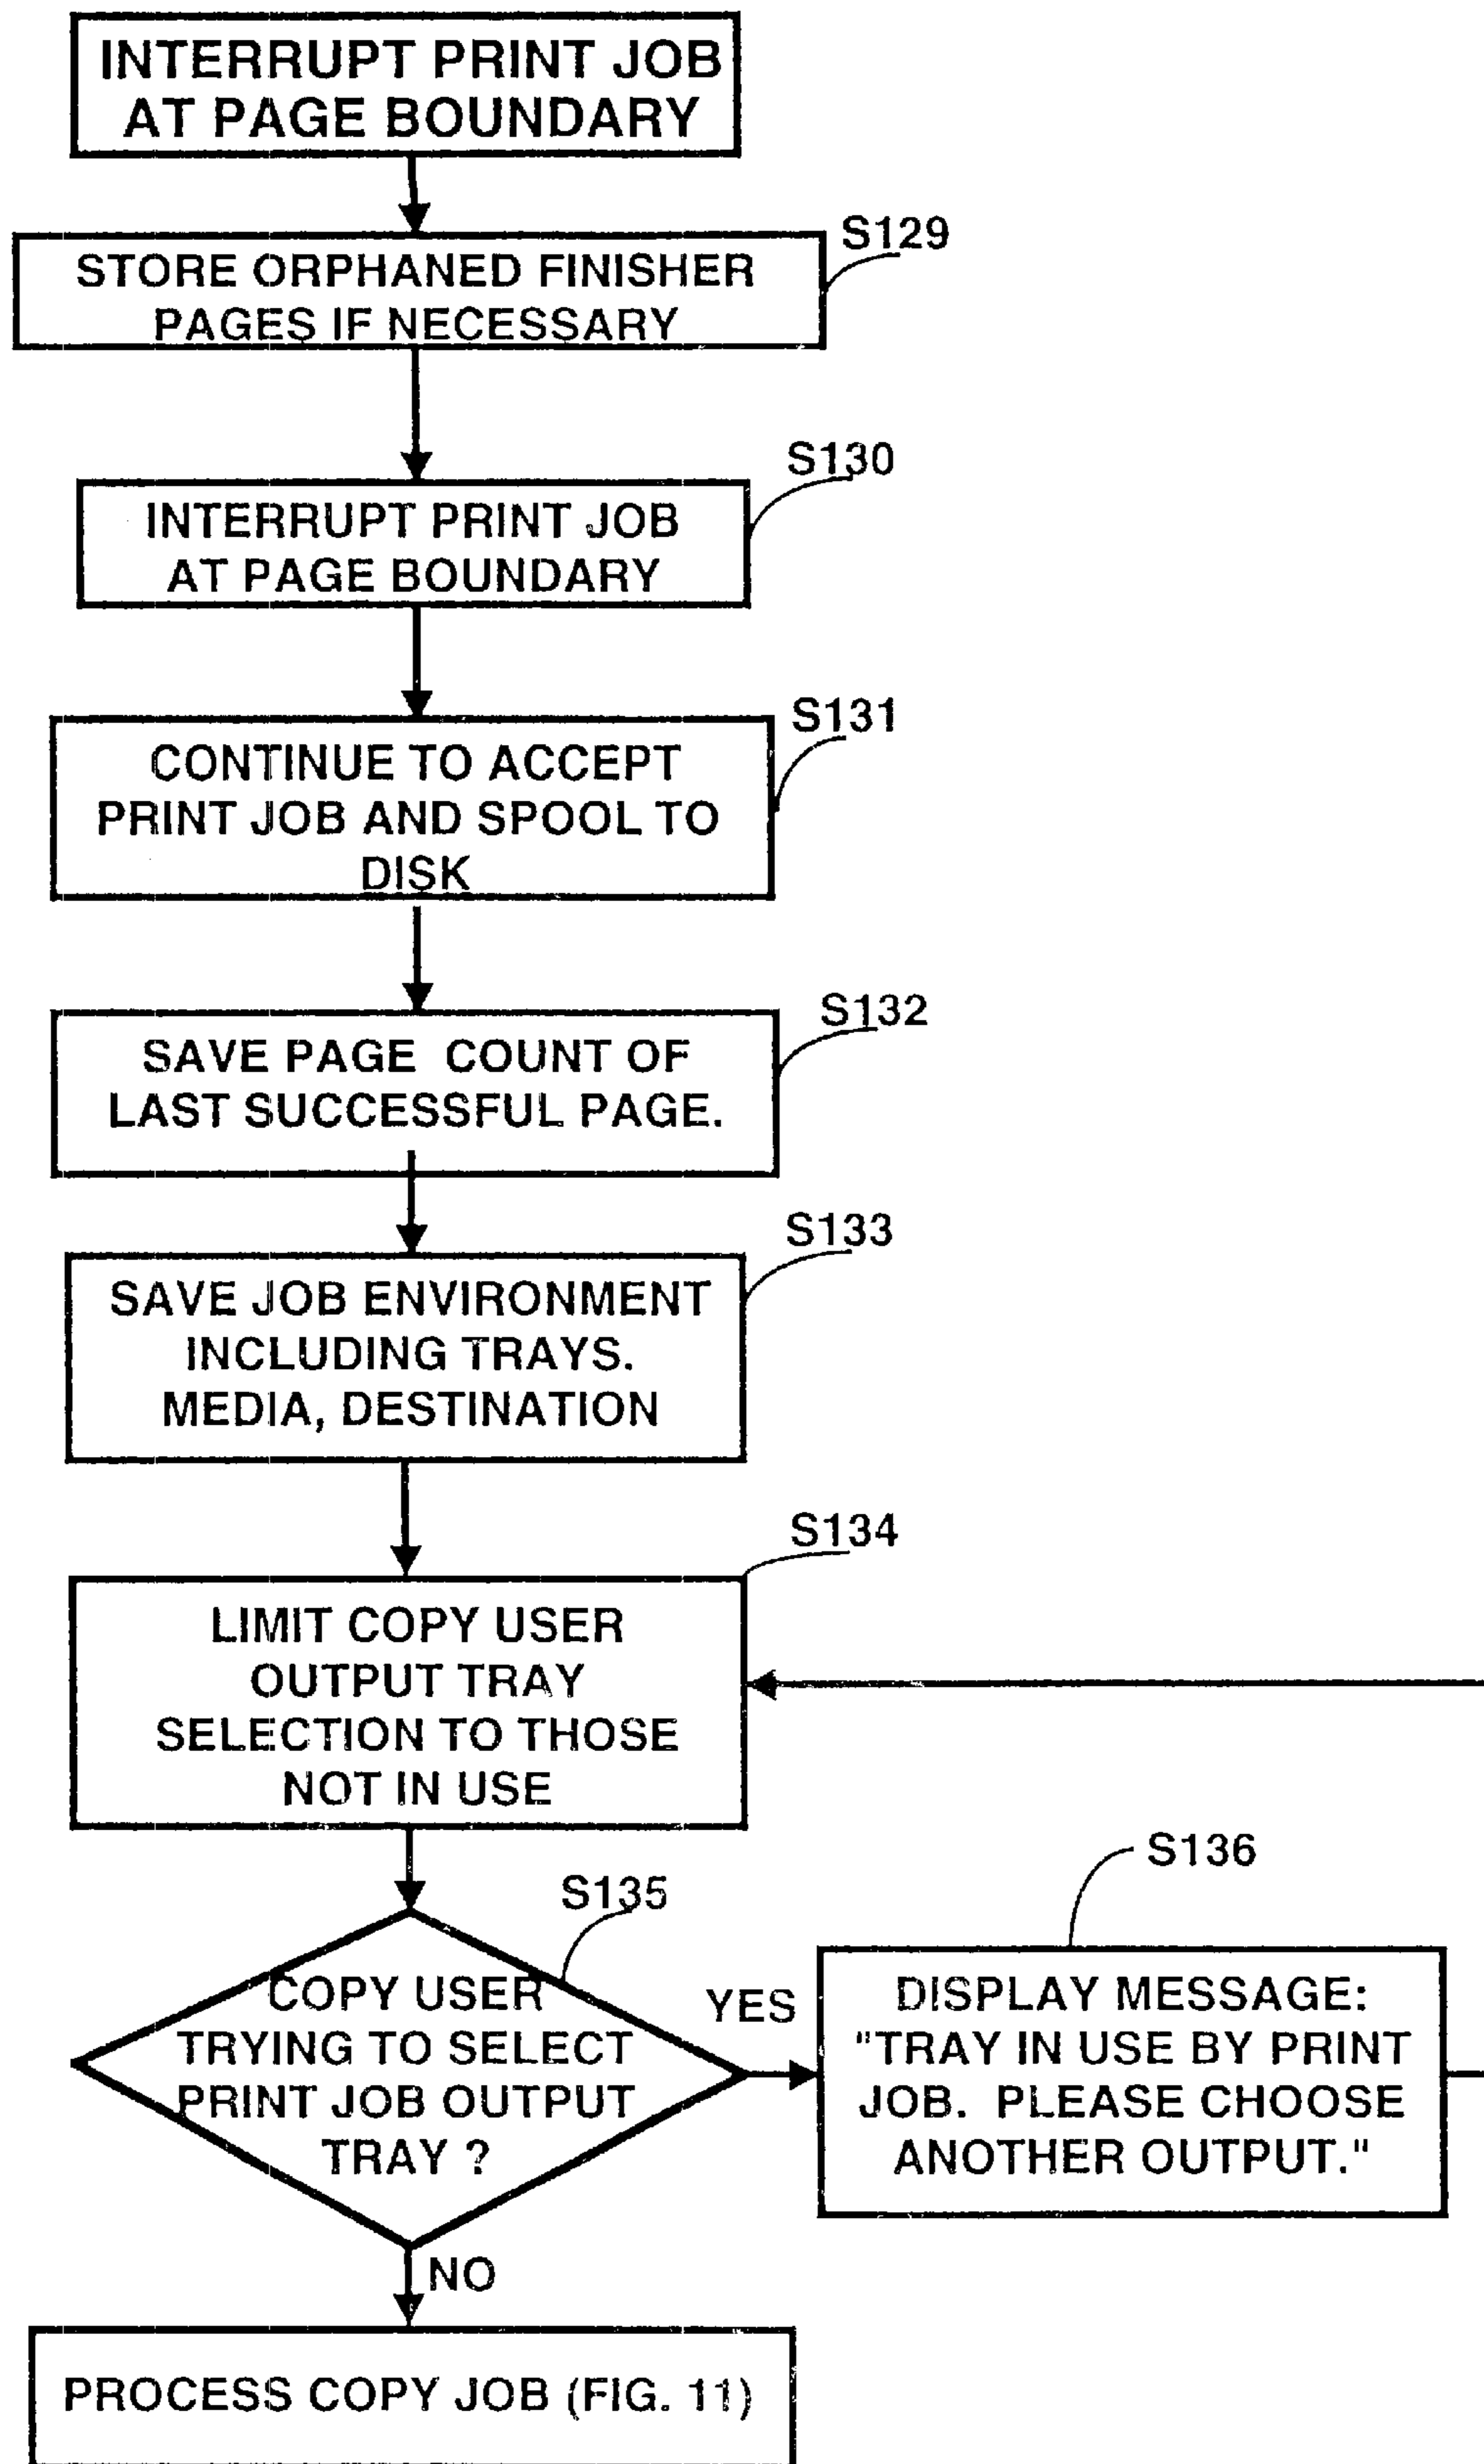 INTERRUPT PRINT JOB
AT PAGE BOUNDARY
S129
STORE ORPHANED FINISHER
PAGES IF NECESSARY
S130
INTERRUPT PRINT JOB
AT PAGE BOUNDARY
S131
CONTINUE TO ACCEPT
PRINT JOB AND SPOOL TO
DISK
S132
SAVE PAGE  COUNT OF
LAST SUCCESSFUL PAGE.
S133
SAVE JOB ENVIRONMENT
INCLUDING TRAYS.
MEDIA, DESTINATION
S134
LIMIT COPY USER
OUTPUT TRAY
SELECTION TO THOSE
NOT IN USE
S135
COPY USER
TRYING TO SELECT
PRINT JOB OUTPUT
TRAY ?
YES
S136
DISPLAY MESSAGE:
"TRAY IN USE BY PRINT
JOB.  PLEASE CHOOSE
ANOTHER OUTPUT."
NO
PROCESS COPY JOB (FIG. 11)